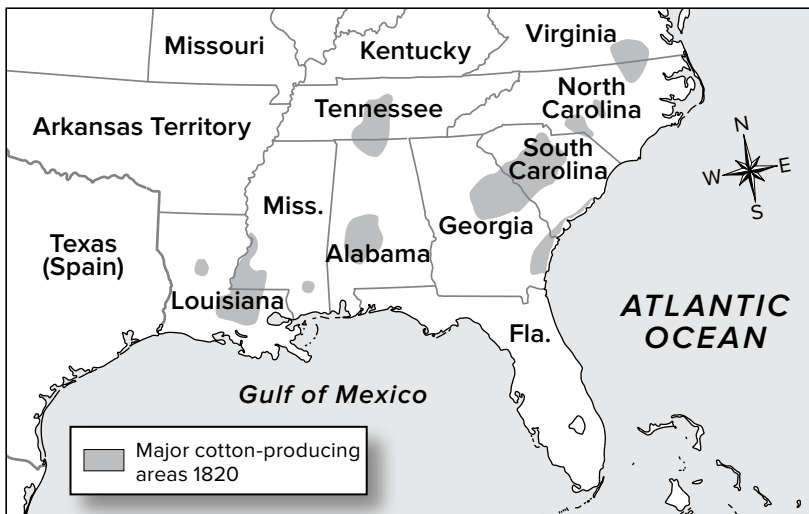 Missouri
Kentucky
Virginia
Arkansas Territory
Tennessee
North
Carolina
South
Carolina
Miss.
Georgia
Alabama
Texas
(Spain)
Louisiana
Fla.
N
W
E
S
ATLANTIC
OCEAN
Gulf of Mexico
Major cotton-producing
areas 1820